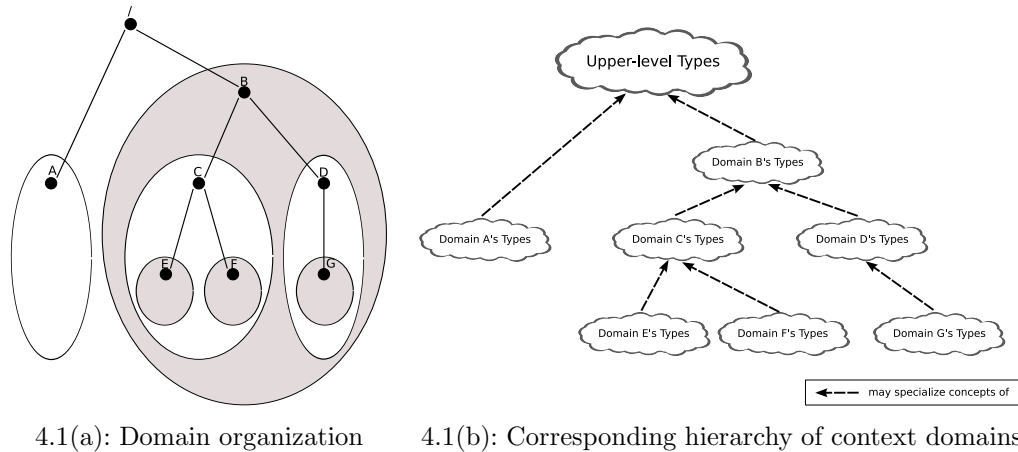 /
B
A
C
D
E
F
G
Upper-level Types
Domain B's Types
Domain A's Types
Domain C's Types
Domain D's Types
Domain E's Types
Domain F's Types
Domain G's Types
may specialize concepts of
4.1(a): Domain organization
4.1(b): Corresponding hierarchy of context domains